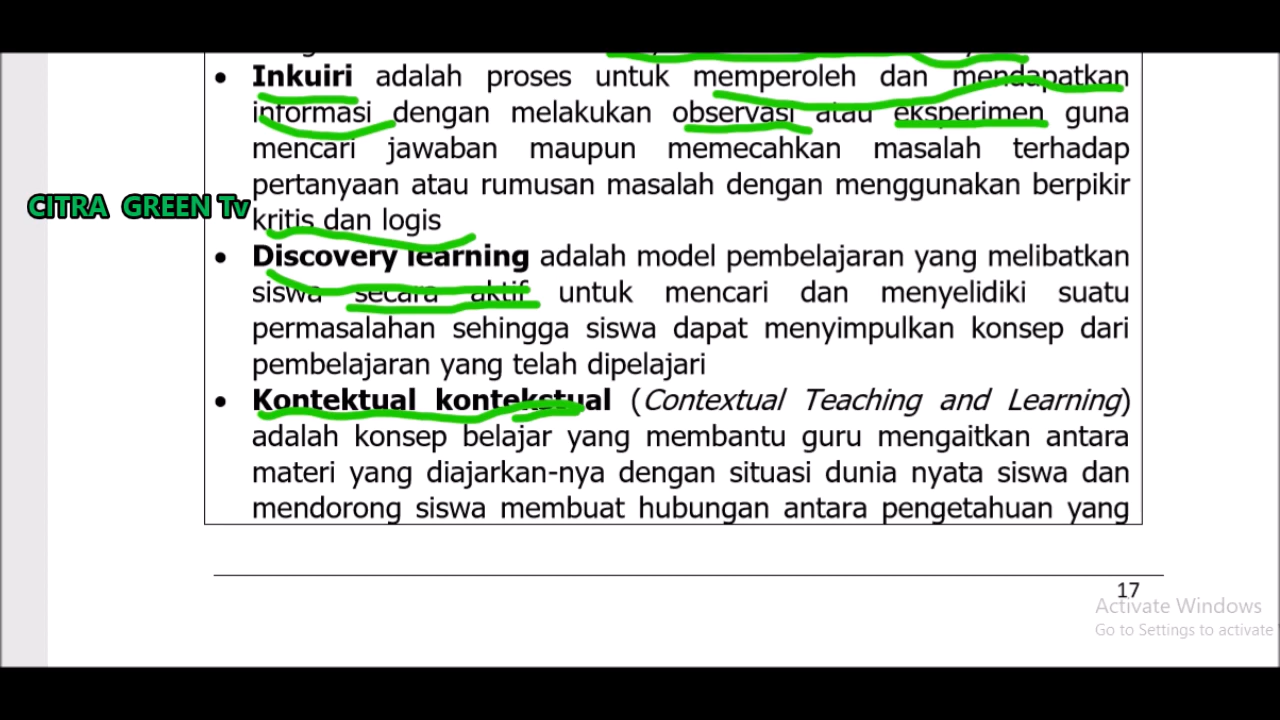 • Inkuiri adalah proses untuk memperoleh dan mendapatkan
informasi dengan melakukan observasi atau eksperimen guna
mencari jawaban maupun memecahkan masalah terhadap
pertanyaan atau rumusan masalah dengan menggunakan berpikir
CITRA GREEN Tv
kritis dan logis
• Discovery learning adalah model pembelajaran yang melibatkan
siswa secara aktif untuk mencari dan menyelidiki suatu
permasalahan sehingga siswa dapat menyimpulkan konsep dari
pembelajaran yang telah dipelajari
• Kontektual kontekstual (Contextual Teaching and Learning)
adalah konsep belajar yang membantu guru mengaitkan antara
materi yang diajarkan-nya dengan situasi dunia nyata siswa dan
mendorong siswa membuat hubungan antara pengetahuan yang
17
Activate Windows
Go to Settings to activate